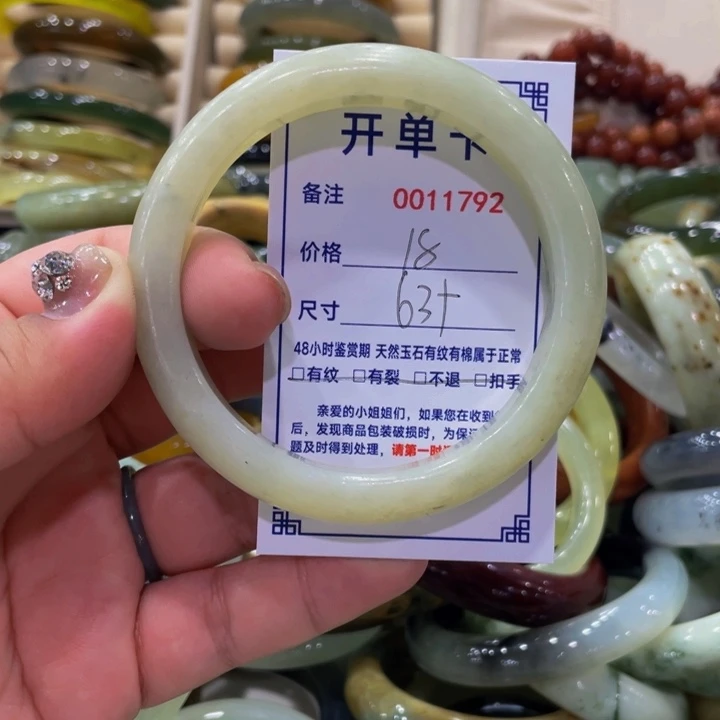 开单卡
备注 0011792
价格 18
尺寸 63+
48小时鉴赏期 天然玉石有纹有棉属于正常
□有纹 □有裂 □不退 □扣手
亲爱的小姐姐们，如果您在收到
后，发现商品包装破损时，为保
题及时得到处理，请第一时